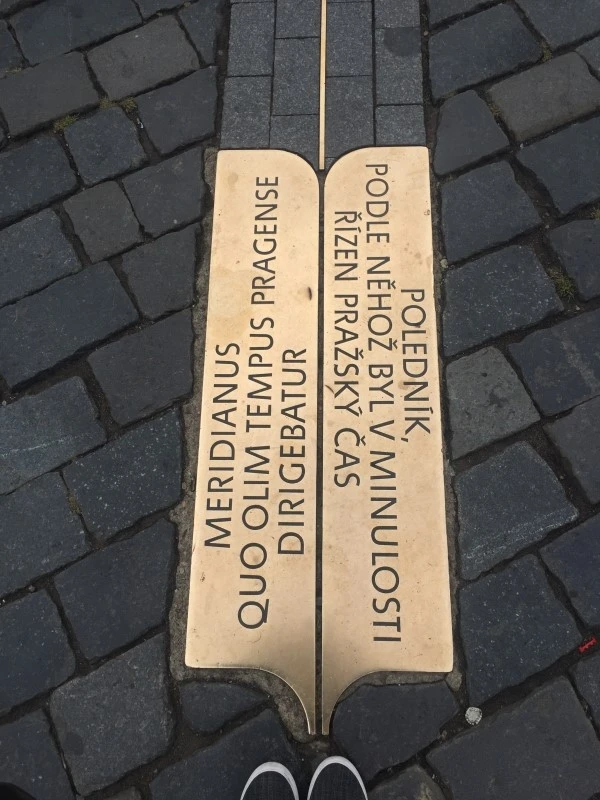 MERIDIANUS
QUO OLIM TEMPUS PRAGENSE
DIRIGEBATUR
POLEDNÍK,
PODLE NĚHOŽ BYL V MINULOSTI
ŘÍZEN PRAŽSKÝ ČAS